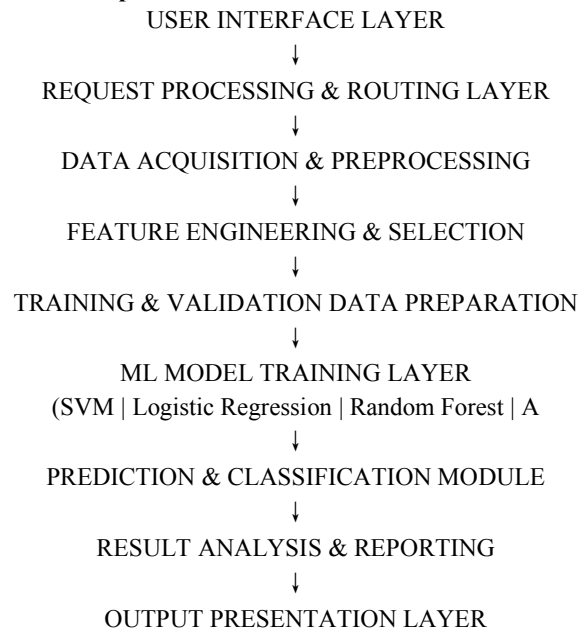 USER INTERFACE LAYER
↓
REQUEST PROCESSING & ROUTING LAYER
↓
DATA ACQUISITION & PREPROCESSING
↓
FEATURE ENGINEERING & SELECTION
↓
TRAINING & VALIDATION DATA PREPARATION
↓
ML MODEL TRAINING LAYER
(SVM | Logistic Regression | Random Forest | A
↓
PREDICTION & CLASSIFICATION MODULE
↓
RESULT ANALYSIS & REPORTING
↓
OUTPUT PRESENTATION LAYER